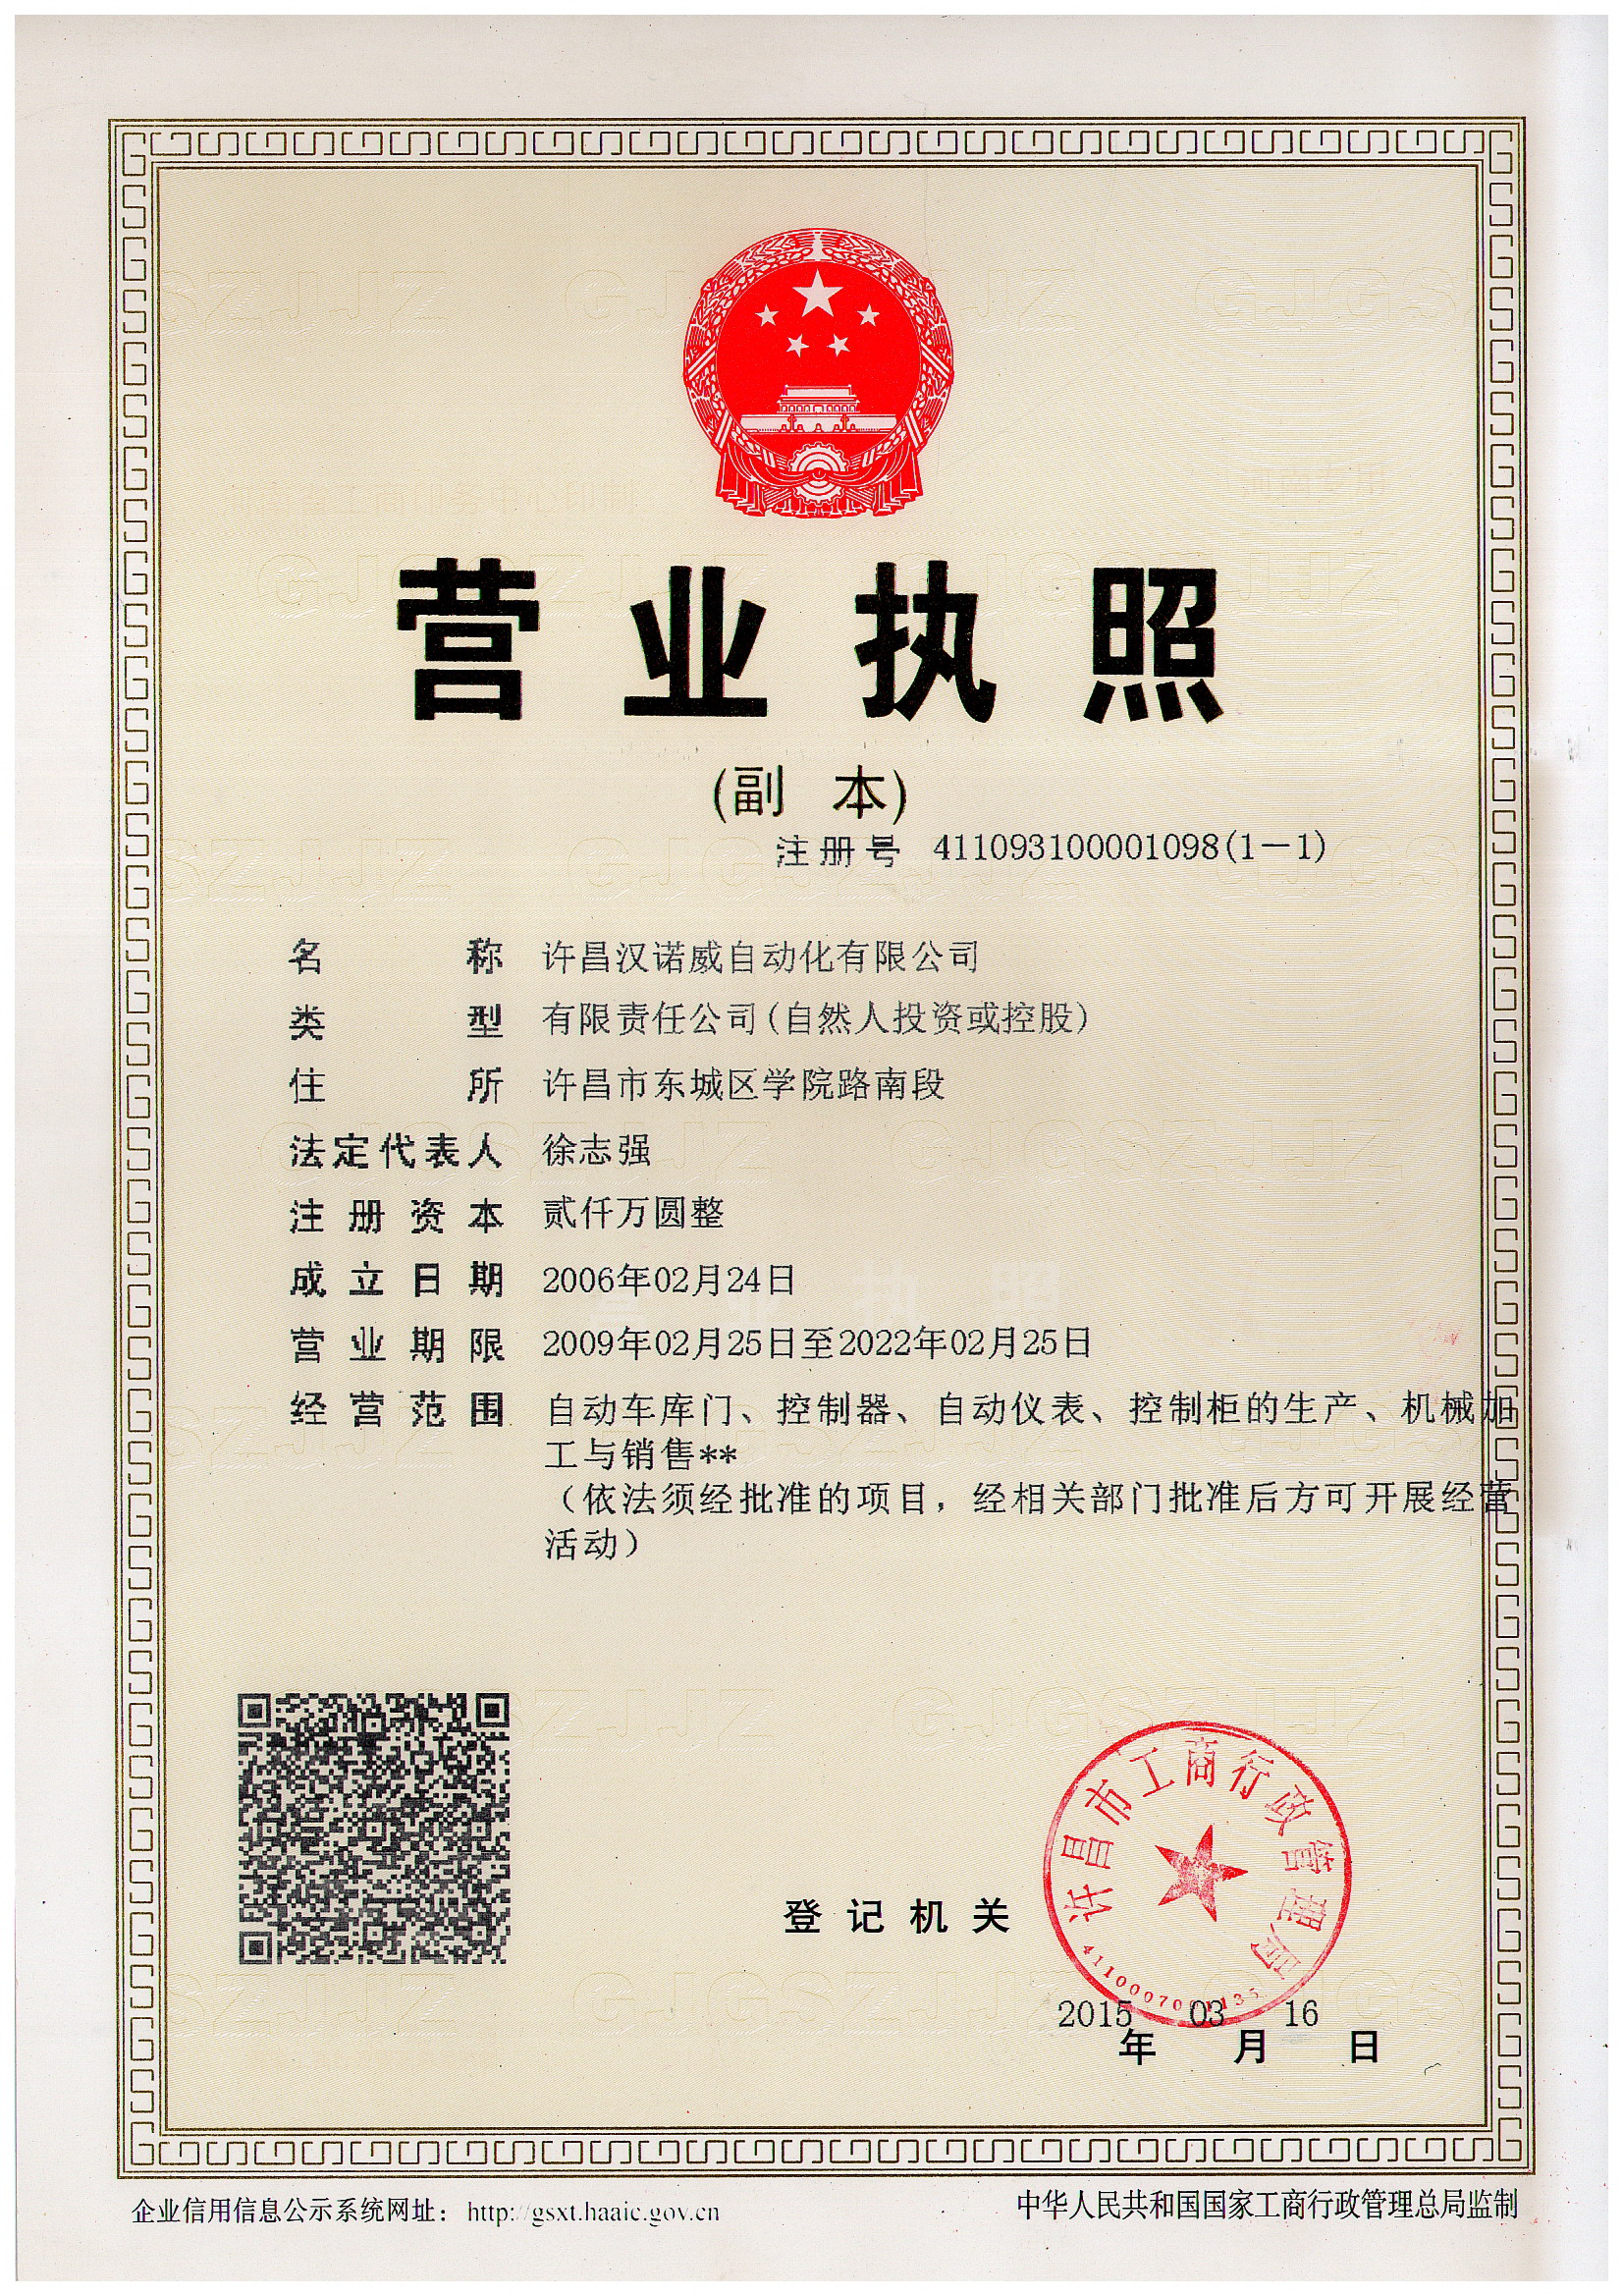 营业执照
(副 本)
注册号 411093100001098(1-1)
名称 许昌汉诺威自动化有限公司
类型 有限责任公司(自然人投资或控股)
住所 许昌市东城区学院路南段
法定代表人 徐志强
注册资本 贰仟万圆整
成立日期 2006年02月24日
营业期限 2009年02月25日至2022年02月25日
经营范围 自动车库门、控制器、自动仪表、控制柜的生产、机械加
工与销售**
（依法须经批准的项目，经相关部门批准后方可开展经营
活动）
登记机关
许昌市工商行政管理局
2015年03月16日
企业信用信息公示系统网址：http://gsxt.haaic.gov.cn
中华人民共和国国家工商行政管理总局监制